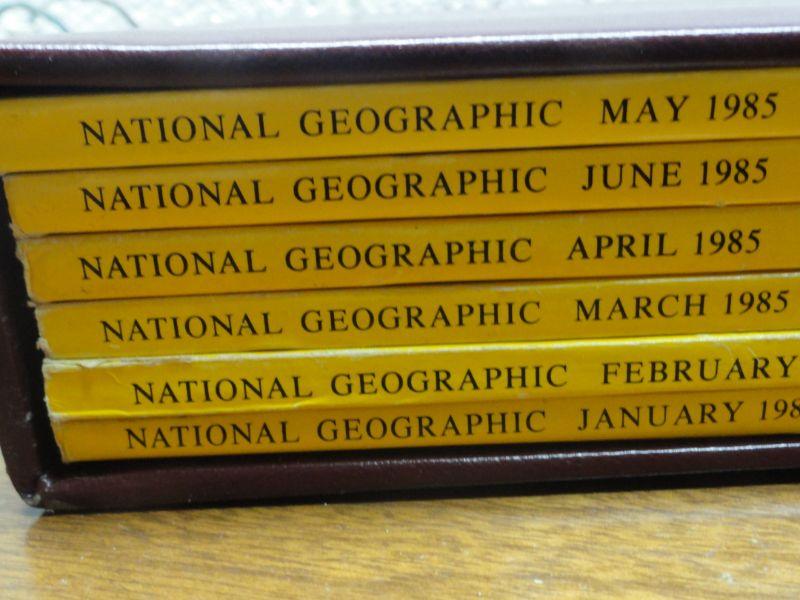 NATIONAL GEOGRAPHIC MAY 1985
NATIONAL GEOGRAPHIC JUNE 1985
NATIONAL GEOGRAPHIC APRIL 1985
NATIONAL GEOGRAPHIC MARCH 1985
NATIONAL GEOGRAPHIC FEBRUARY
NATIONAL GEOGRAPHIC JANUARY 198